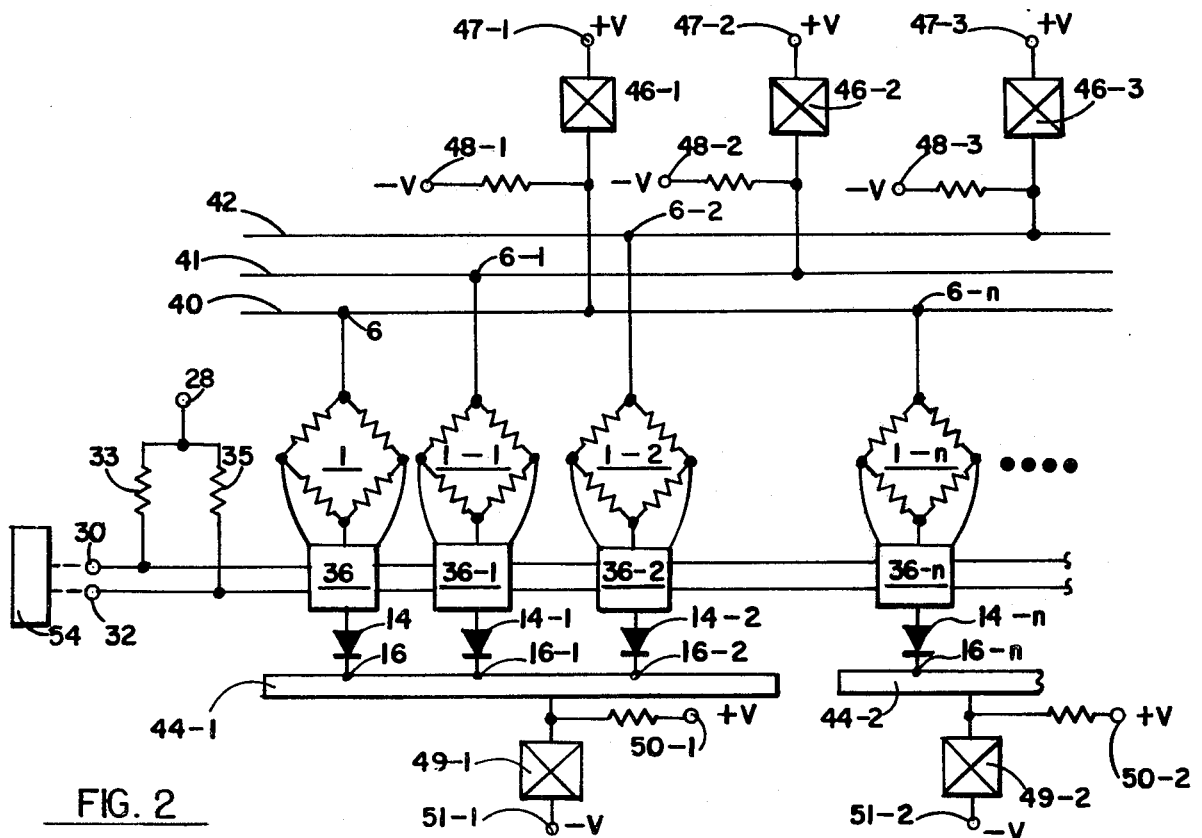 47-1 +V 47-2 +V 47-3 +V
46-1 46-2 46-3
48-1 48-2 48-3
-V -V -V
42 6-2
41 6-1
40 6 6-n
28
33 35 1 1-1 1-2 1-n
30
36 36-1 36-2 36-n
54 32 14 14-1 14-2 14-n
16 16-1 16-2 16-n
44-1 50-1 +V 44-2 +V
49-1 49-2 50-2
FIG. 2 51-1 -V 51-2 -V